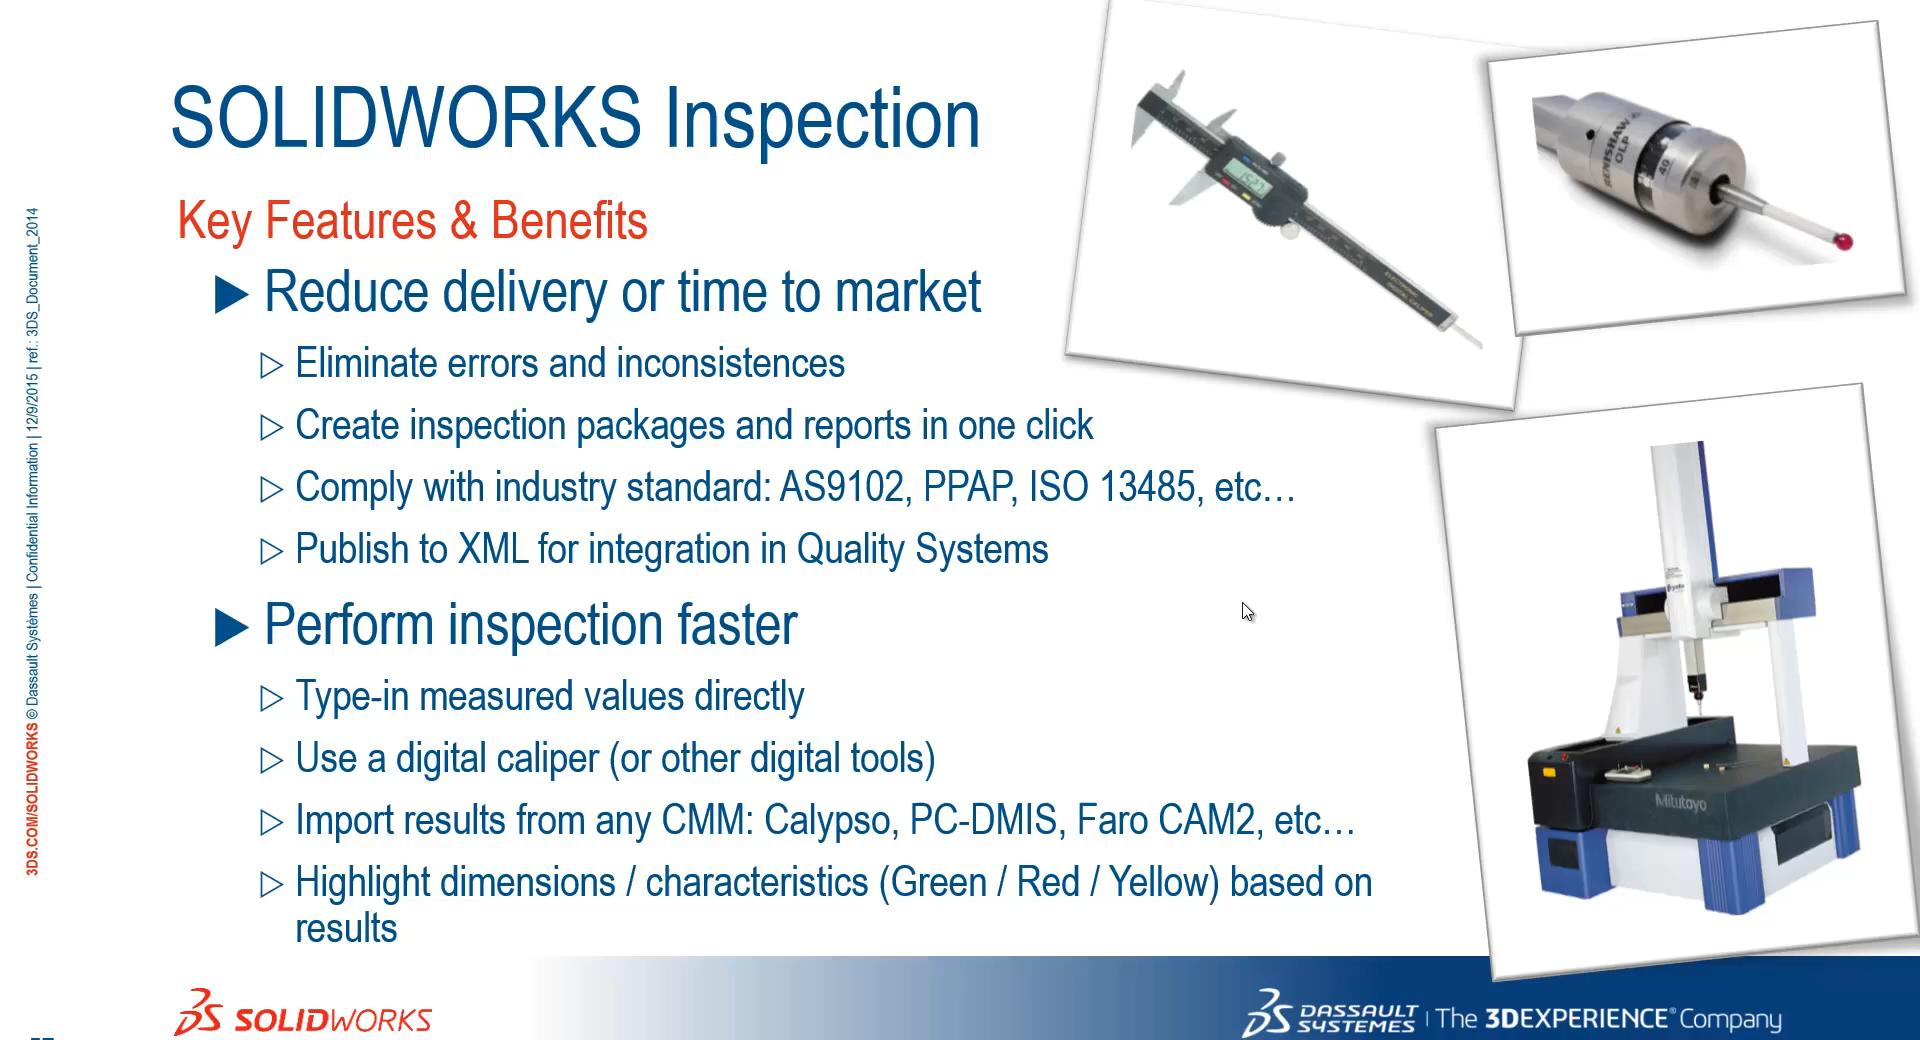 SOLIDWORKS Inspection
Key Features & Benefits
Reduce delivery or time to market
Eliminate errors and inconsistences
Create inspection packages and reports in one click
Comply with industry standard: AS9102, PPAP, ISO 13485, etc…
Publish to XML for integration in Quality Systems
Perform inspection faster
Type-in measured values directly
Use a digital caliper (or other digital tools)
Import results from any CMM: Calypso, PC-DMIS, Faro CAM2, etc…
Highlight dimensions / characteristics (Green / Red / Yellow) based on
results
3DS.COM/SOLIDWORKS © Dassault Systèmes | Confidential Information | 12/9/2015 | ref.: 3DS_Document_2014
RENISHAW
OLP
40
Mitutoyo
SOLIDWORKS
DASSAULT
SYSTEMES | The 3DEXPERIENCE® Company